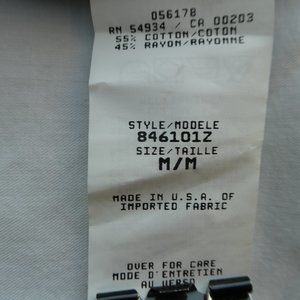 056178
RN 54934 / CA 00203
55% COTTON/COTON
45% RAYON/RAYONNE
STYLE/MODELE
846101Z
SIZE/TAILLE
M/M
MADE IN U.S.A. OF
IMPORTED FABRIC
OVER FOR CARE
MODE D'ENTRETIEN
AU VERSO